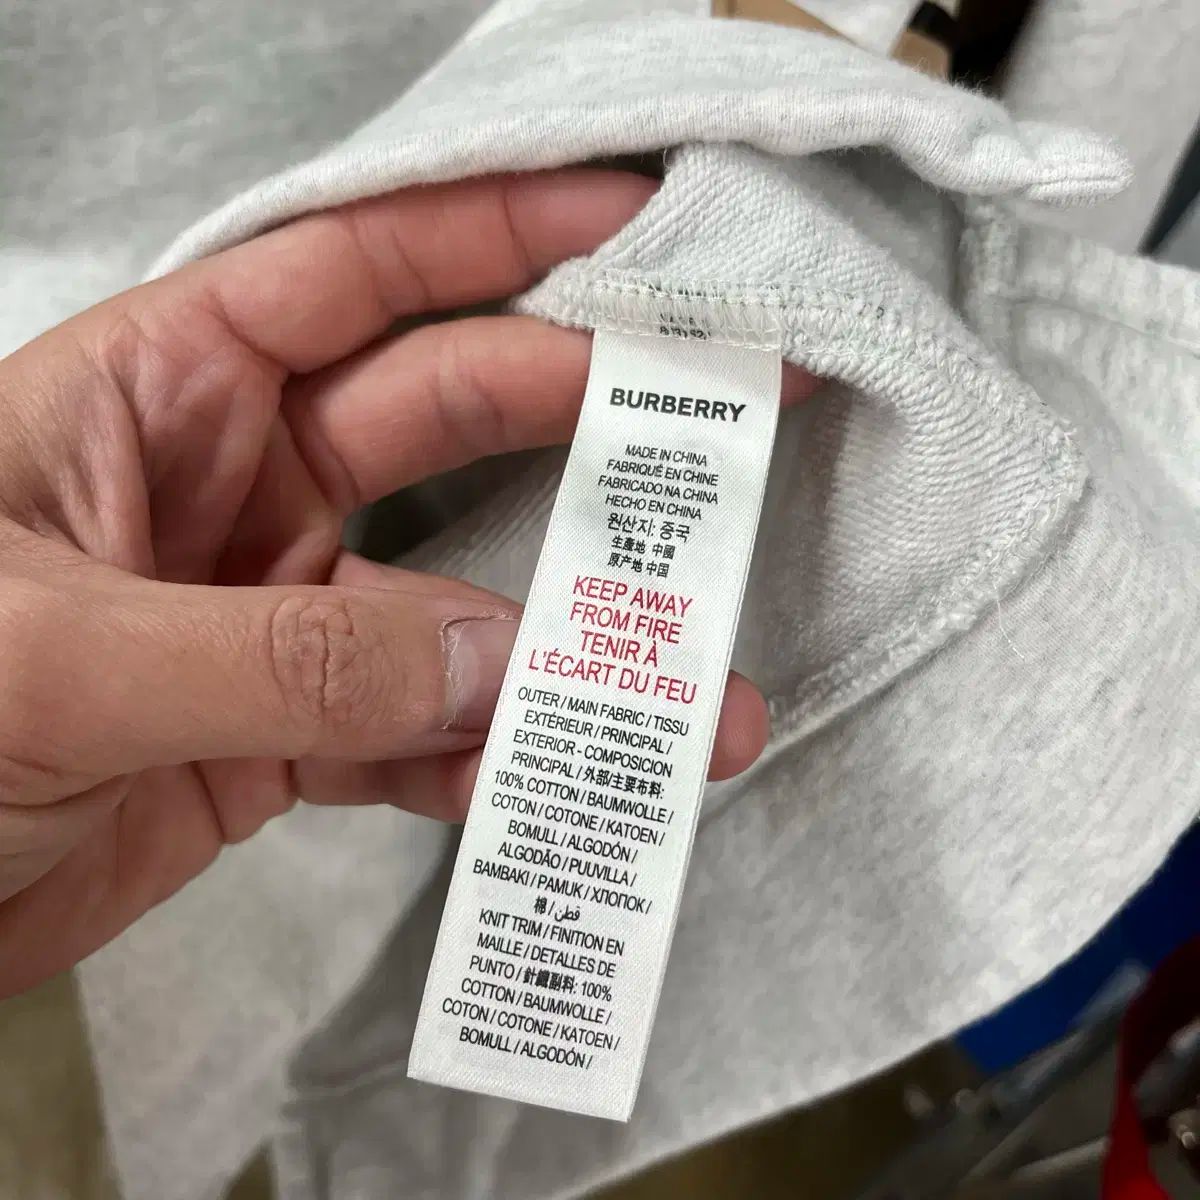 BURBERRY
MADE IN CHINA
FABRIQUÉ EN CHINE
FABRICADO NA CHINA
HECHO EN CHINA
원산지: 중국
生產地 中國
原产地 中国
KEEP AWAY
FROM FIRE
TENIR À
L'ÉCART DU FEU
OUTER / MAIN FABRIC / TISSU
EXTÉRIEUR / PRINCIPAL /
EXTERIOR - COMPOSICION
PRINCIPAL / 外部/主要布料:
100% COTTON / BAUMWOLLE /
COTON / COTONE / KATOEN /
BOMULL / ALGODÓN /
ALGODÃO / PUUVILLA /
BAMBAKI / PAMUK / ХЛОПОК /
棉 / قطن
KNIT TRIM / FINITION EN
MAILLE / DETALLES DE
PUNTO / 針織副料: 100%
COTTON / BAUMWOLLE /
COTON / COTONE / KATOEN /
BOMULL / ALGODÓN /